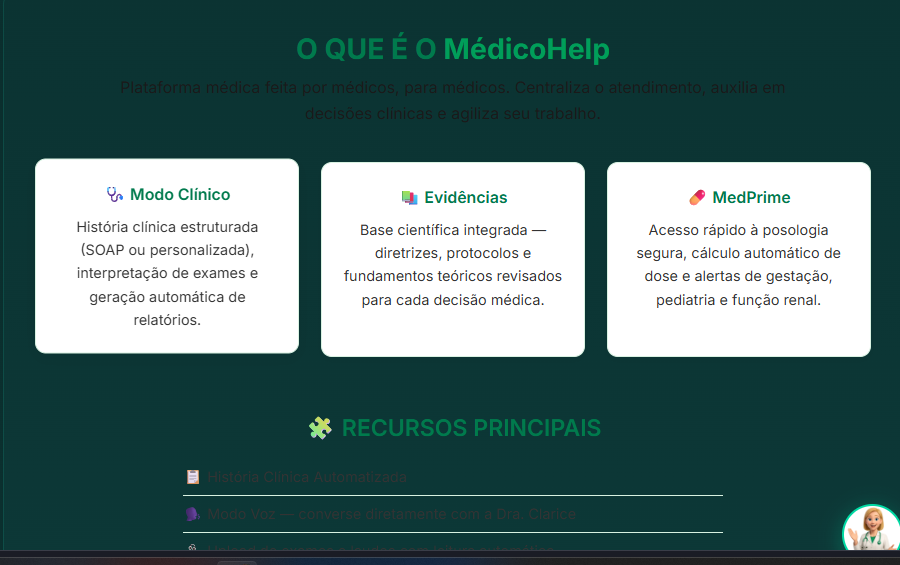 O QUE É O MédicoHelp
Plataforma médica feita por médicos, para médicos. Centraliza o atendimento, auxilia em
decisões clínicas e agiliza seu trabalho.
Modo Clínico
História clínica estruturada
(SOAP ou personalizada),
interpretação de exames e
geração automática de
relatórios.
Evidências
Base científica integrada —
diretrizes, protocolos e
fundamentos teóricos revisados
para cada decisão médica.
MedPrime
Acesso rápido à posologia
segura, cálculo automático de
dose e alertas de gestação,
pediatria e função renal.
RECURSOS PRINCIPAIS
História Clínica Automatizada
Modo Voz — converse diretamente com a Dra. Clarice